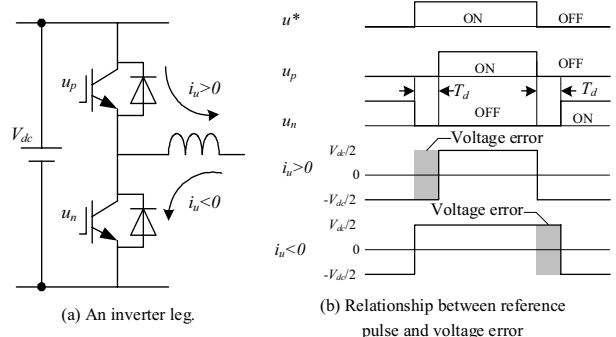 V_dc
u_p
i_u>0
u_n
i_u<0
(a) An inverter leg.
u*
ON
OFF
u_p
ON
OFF
T_d
T_d
u_n
OFF
ON
Voltage error
i_u>0
V_dc/2
0
-V_dc/2
Voltage error
i_u<0
V_dc/2
0
-V_dc/2
(b) Relationship between reference
pulse and voltage error